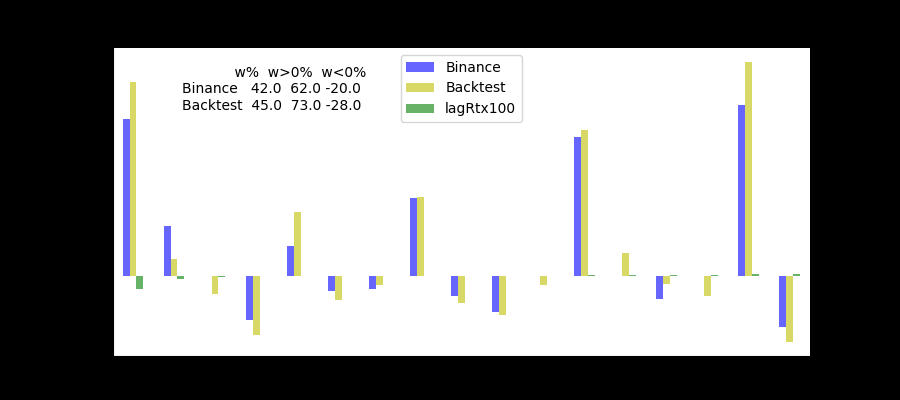 w% w>0% w<0%
Binance 42.0 62.0 -20.0
Backtest 45.0 73.0 -28.0
Binance
Backtest
lagRtx100